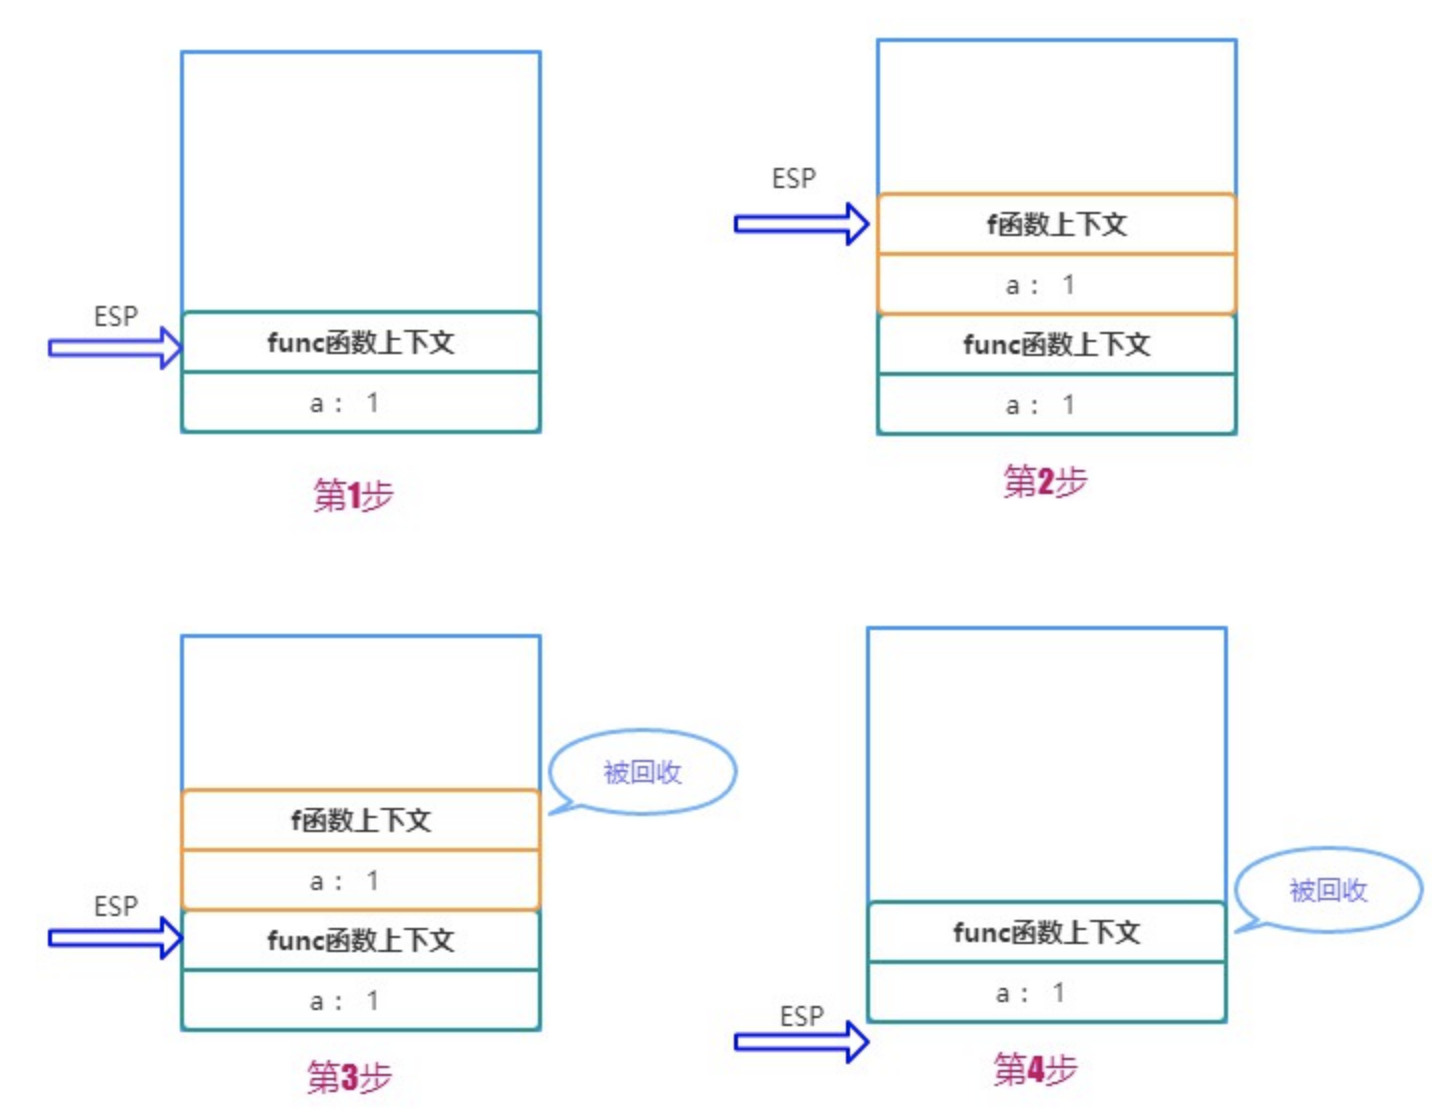 ESP
func函数上下文
a： 1
第1步
ESP
f函数上下文
a： 1
func函数上下文
a： 1
第2步
被回收
f函数上下文
a： 1
ESP
func函数上下文
a： 1
第3步
被回收
func函数上下文
a： 1
ESP
第4步